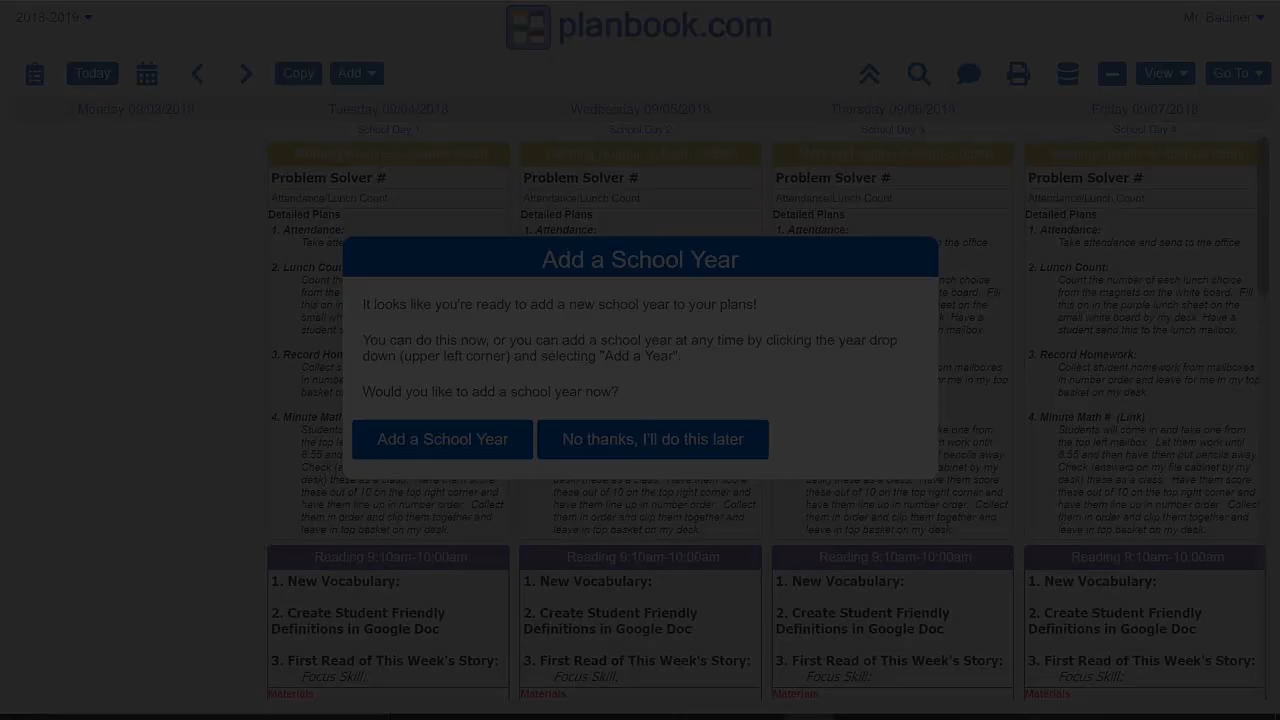 2018-2019
planbook.com
Mr. Baulner
Today
Copy
Add
View
Go To
Monday 09/03/2018
Tuesday 09/04/2018
Wednesday 09/05/2018
Thursday 09/06/2018
Friday 09/07/2018
School Day 1
School Day 2
School Day 3
School Day 4
Problem Solver #
Problem Solver #
Problem Solver #
Problem Solver #
Attendance/Lunch Count
Attendance/Lunch Count
Attendance/Lunch Count
Attendance/Lunch Count
Detailed Plans
Detailed Plans
Detailed Plans
Detailed Plans
1. Attendance:
1. Attendance:
1. Attendance:
1. Attendance:
Take attendance and send to the office
2. Lunch Count:
Count the number of each lunch choice
from the magnets on the white board. Fill
this on in the purple lunch sheet on the
small white board by my desk. Have a
student send this to the lunch mailbox.
3. Record Homework:
Collect student homework from mailboxes
in number order and leave for me in my top
basket on my desk.
4. Minute Math # (Link)
Students will come in and take one from
the top left mailbox. Let them work until
8:55 and then have them put pencils away
Check (answers on my file cabinet by my
desk) these as a class. Have them score
these out of 10 on the top right corner and
have them line up in number order. Collect
them in order and clip them together and
leave in top basket on my desk.
Add a School Year
It looks like you're ready to add a new school year to your plans!
You can do this now, or you can add a school year at any time by clicking the year drop
down (upper left corner) and selecting "Add a Year".
Would you like to add a school year now?
Add a School Year
No thanks, I'll do this later
Reading 9:10am-10:00am
Reading 9:10am-10:00am
Reading 9:10am-10:00am
Reading 9:10am-10:00am
1. New Vocabulary:
1. New Vocabulary:
1. New Vocabulary:
1. New Vocabulary:
2. Create Student Friendly
Definitions in Google Doc
2. Create Student Friendly
Definitions in Google Doc
2. Create Student Friendly
Definitions in Google Doc
2. Create Student Friendly
Definitions in Google Doc
3. First Read of This Week's Story:
3. First Read of This Week's Story:
3. First Read of This Week's Story:
3. First Read of This Week's Story:
Focus Skill:
Focus Skill:
Focus Skill:
Focus Skill:
Materials
Materials
Materials
Materials